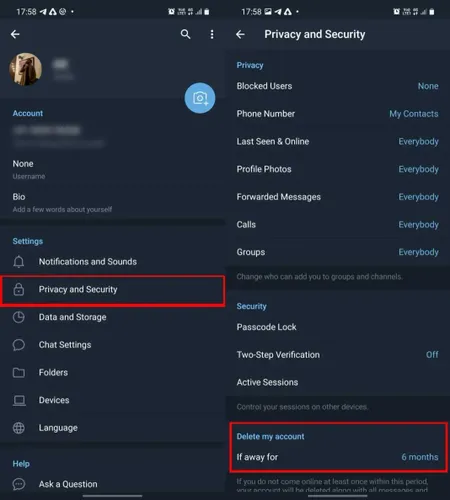 17:58
Account
None
Username
Bio
Add a few words about yourself
Settings
Notifications and Sounds
Privacy and Security
Data and Storage
Chat Settings
Folders
Devices
Language
Help
Ask a Question
17:58
Privacy and Security
Privacy
Blocked Users None
Phone Number My Contacts
Last Seen & Online Everybody
Profile Photos Everybody
Forwarded Messages Everybody
Calls Everybody
Groups Everybody
Change who can add you to groups and channels.
Security
Passcode Lock
Two-Step Verification Off
Active Sessions
Control your sessions on other devices.
Delete my account
If away for 6 months
If you do not come online at least once within this period,
your account will be deleted along with all messages and